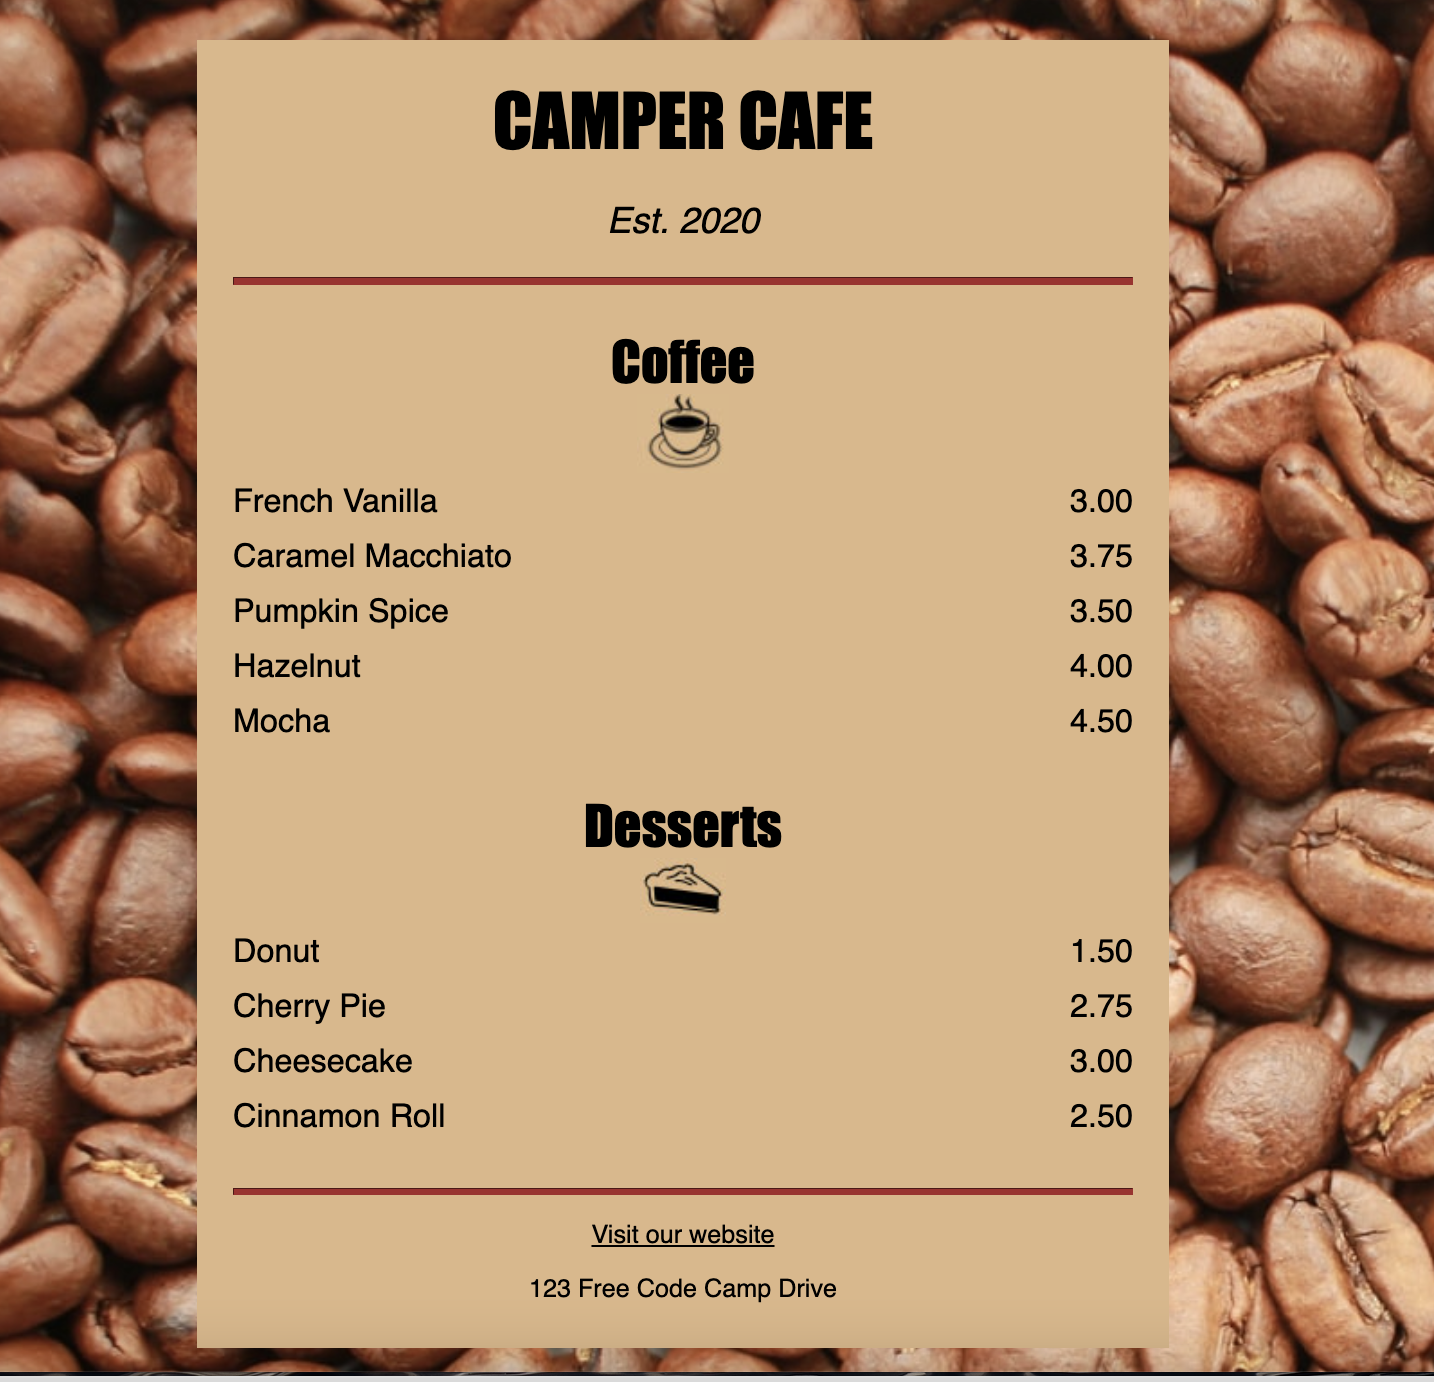 CAMPER CAFE
Est. 2020
Coffee
French Vanilla 3.00
Caramel Macchiato 3.75
Pumpkin Spice 3.50
Hazelnut 4.00
Mocha 4.50
Desserts
Donut 1.50
Cherry Pie 2.75
Cheesecake 3.00
Cinnamon Roll 2.50
Visit our website
123 Free Code Camp Drive